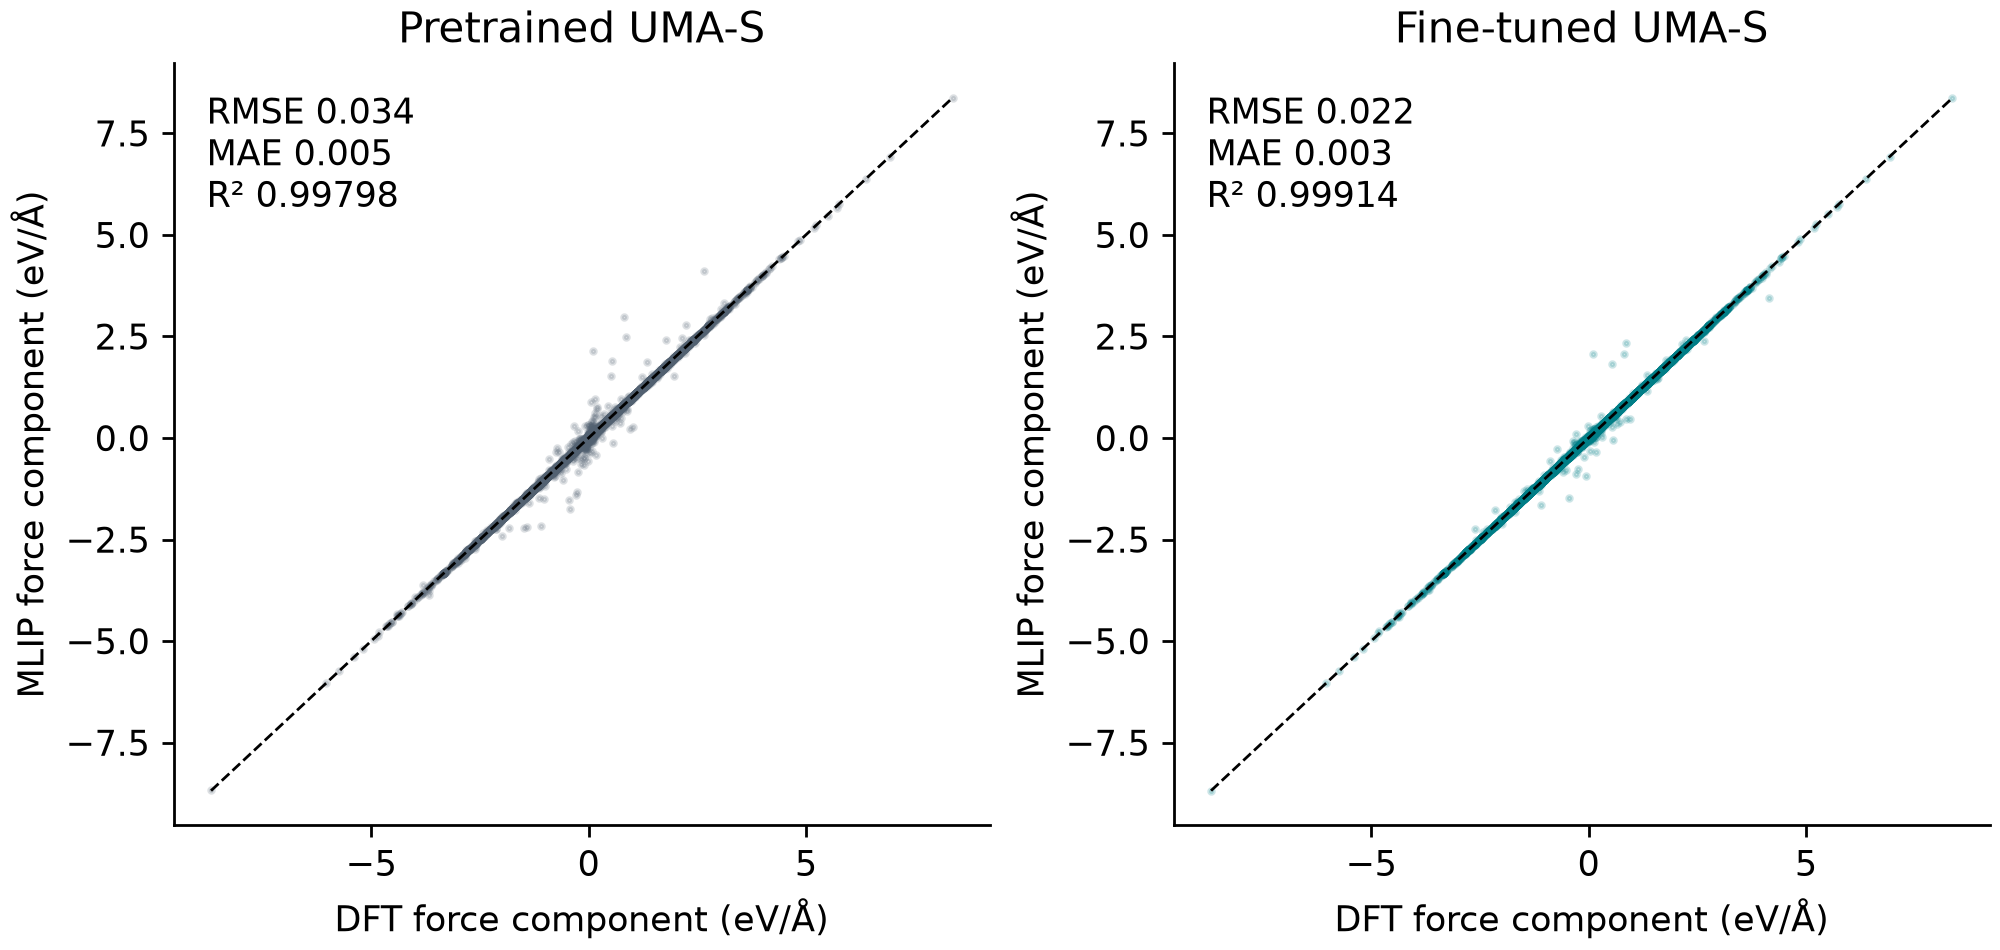 Pretrained UMA-S
RMSE 0.034
MAE 0.005
R² 0.99798
7.5
5.0
2.5
0.0
−2.5
−5.0
−7.5
MLIP force component (eV/Å)
−5
0
5
DFT force component (eV/Å)
Fine-tuned UMA-S
RMSE 0.022
MAE 0.003
R² 0.99914
7.5
5.0
2.5
0.0
−2.5
−5.0
−7.5
MLIP force component (eV/Å)
−5
0
5
DFT force component (eV/Å)